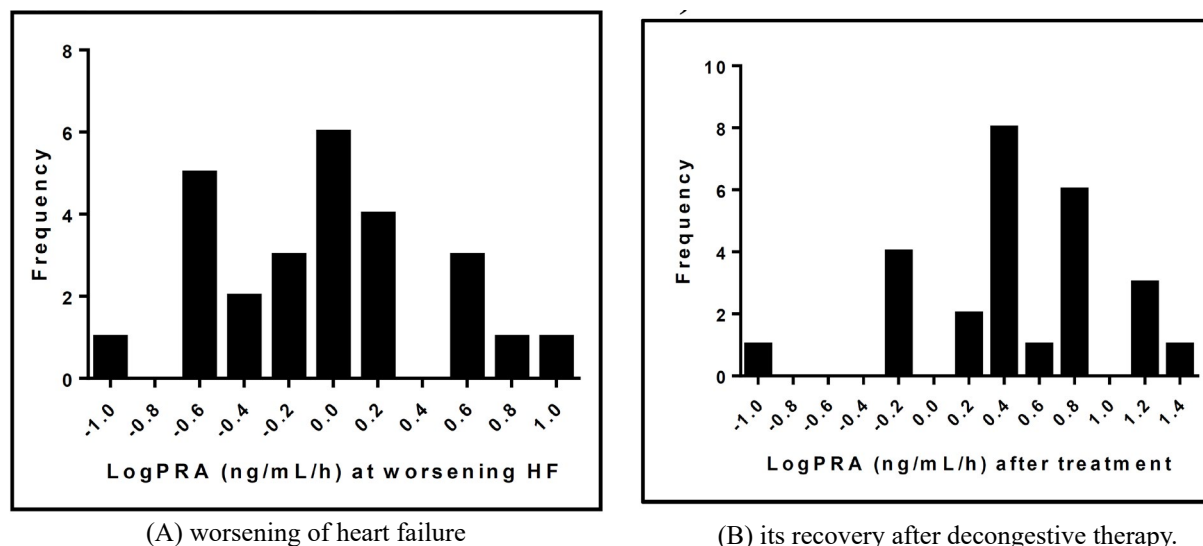 8
6
4
2
0
Frequency
-1.0 -0.8 -0.6 -0.4 -0.2 0.0 0.2 0.4 0.6 0.8 1.0
LogPRA (ng/mL/h) at worsening HF
(A) worsening of heart failure
10
8
6
4
2
0
Frequency
-1.0 -0.8 -0.6 -0.4 -0.2 0.0 0.2 0.4 0.6 0.8 1.0 1.2 1.4
LogPRA (ng/mL/h) after treatment
(B) its recovery after decongestive therapy.